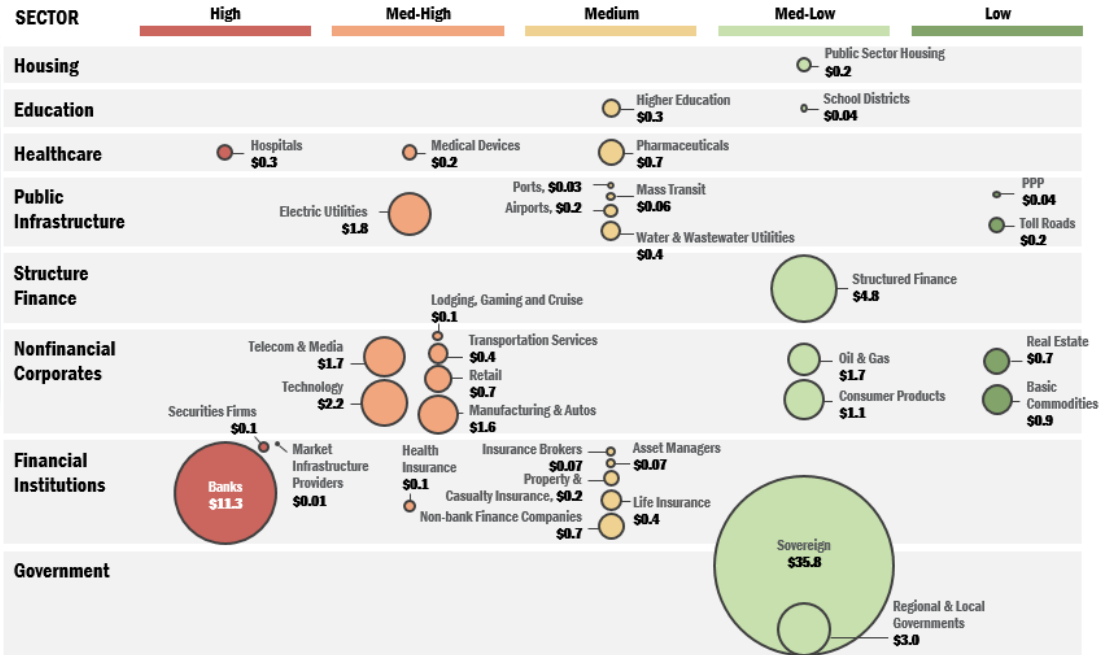 SECTOR
High
Med-High
Medium
Med-Low
Low
Housing
Public Sector Housing
$0.2
Education
Higher Education
$0.3
School Districts
$0.04
Healthcare
Hospitals
$0.3
Medical Devices
$0.2
Pharmaceuticals
$0.7
Public
Infrastructure
Electric Utilities
$1.8
Ports, $0.03
Mass Transit
$0.06
Airports, $0.2
Water & Wastewater Utilities
$0.4
PPP
$0.04
Toll Roads
$0.2
Structure
Finance
Structured Finance
$4.8
Nonfinancial
Corporates
Lodging, Gaming and Cruise
$0.1
Telecom & Media
$1.7
Transportation Services
$0.4
Technology
$2.2
Retail
$0.7
Manufacturing & Autos
$1.6
Oil & Gas
$1.7
Consumer Products
$1.1
Real Estate
$0.7
Basic
Commodities
$0.9
Financial
Institutions
Securities Firms
$0.1
Market
Infrastructure
Providers
$0.01
Banks
$11.3
Health
Insurance
$0.1
Insurance Brokers
$0.07
Asset Managers
$0.07
Property &
Casualty Insurance, $0.2
Life Insurance
$0.4
Non-bank Finance Companies
$0.7
Government
Sovereign
$35.8
Regional & Local
Governments
$3.0